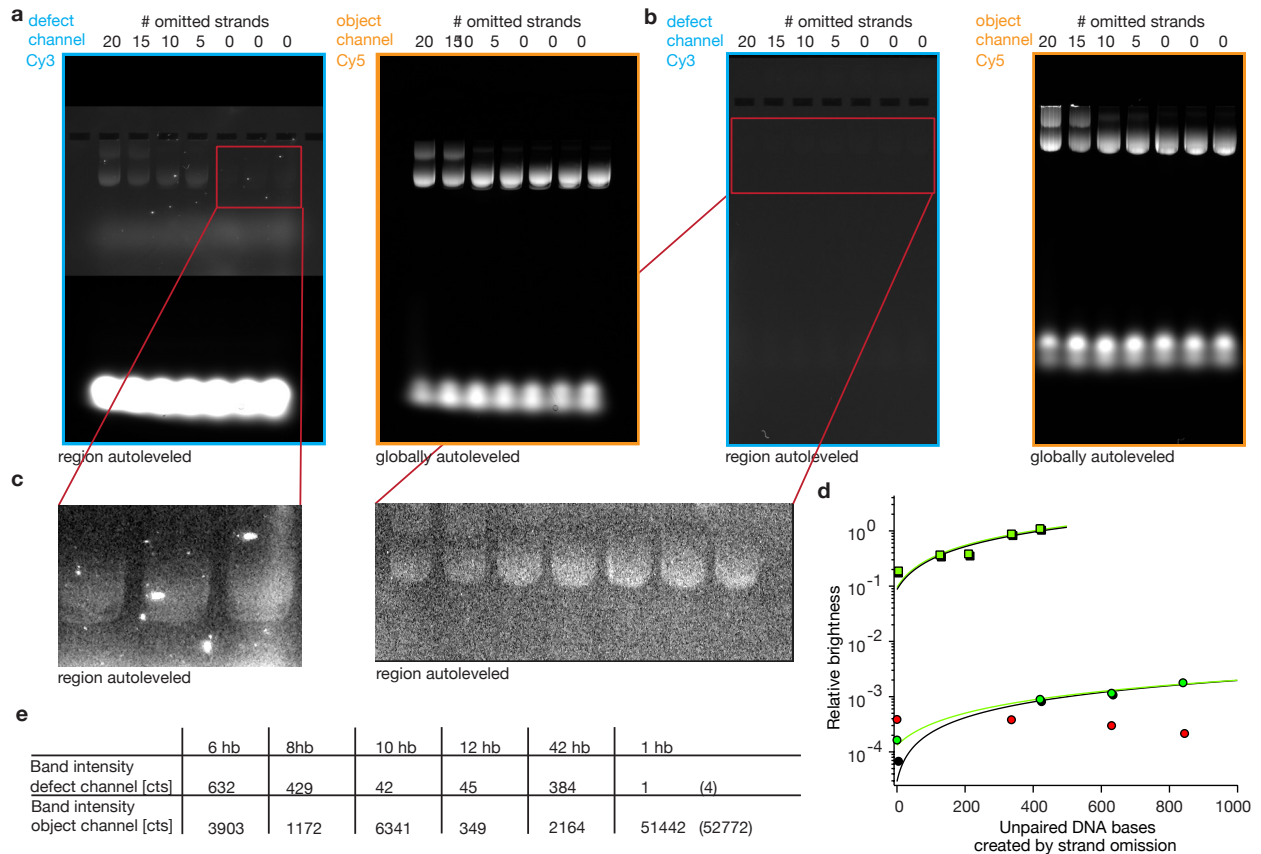 a
defect channel Cy3
# omitted strands
20 15 10 5 0 0 0
region autoleveled
object channel Cy5
20 15 10 5 0 0 0
globally autoleveled
b
defect channel Cy3
# omitted strands
20 15 10 5 0 0 0
region autoleveled
object channel Cy5
# omitted strands
20 15 10 5 0 0 0
globally autoleveled
c
region autoleveled
region autoleveled
d
Relative brightness
10^0
10^-1
10^-2
10^-3
10^-4
0 200 400 600 800 1000
Unpaired DNA bases
created by strand omission
e
6 hb 8hb 10 hb 12 hb 42 hb 1 hb
Band intensity
defect channel [cts] 632 429 42 45 384 1 (4)
Band intensity
object channel [cts] 3903 1172 6341 349 2164 51442 (52772)